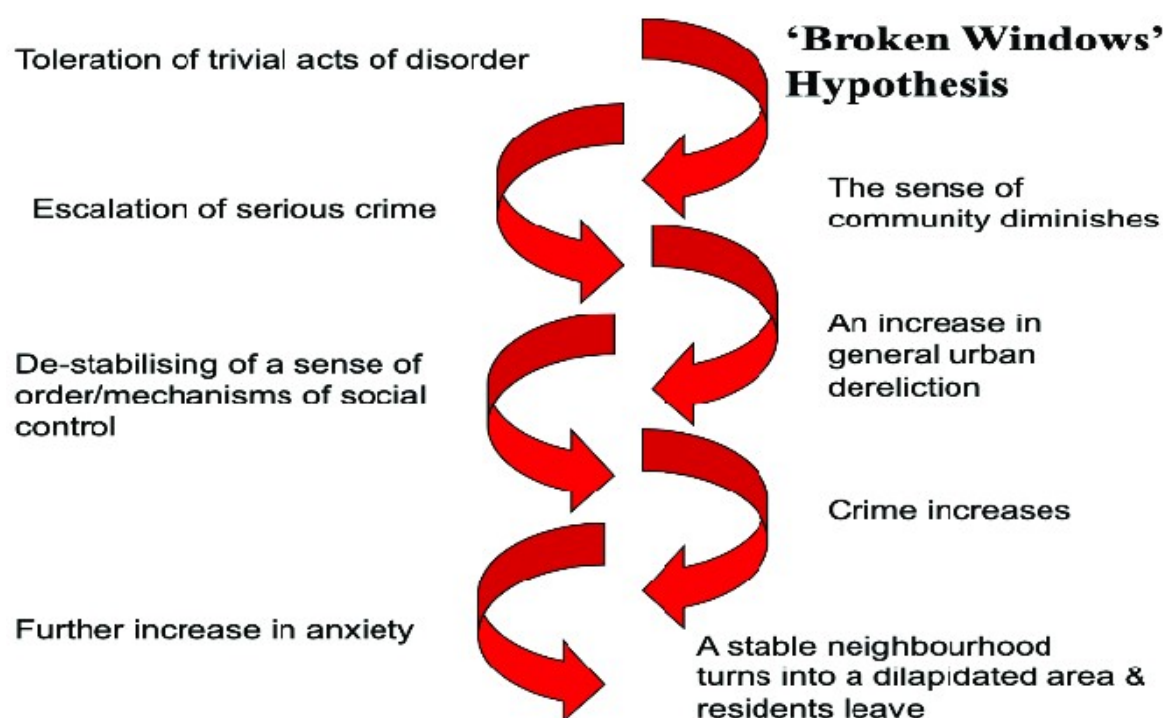 ‘Broken Windows’
Hypothesis
Toleration of trivial acts of disorder
The sense of
community diminishes
Escalation of serious crime
An increase in
general urban
dereliction
De-stabilising of a sense of
order/mechanisms of social
control
Crime increases
Further increase in anxiety
A stable neighbourhood
turns into a dilapidated area &
residents leave